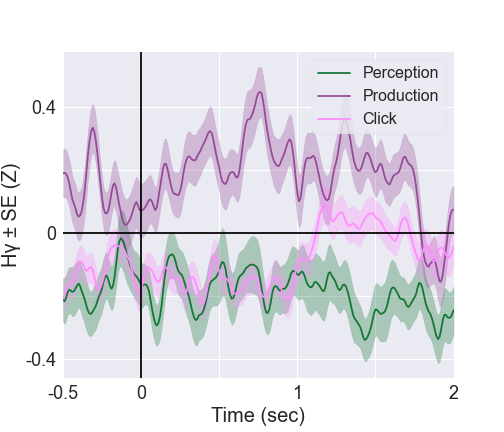 Perception
Production
Click
Hγ ± SE (Z)
0.4
0
-0.4
-0.5
0
1
2
Time (sec)